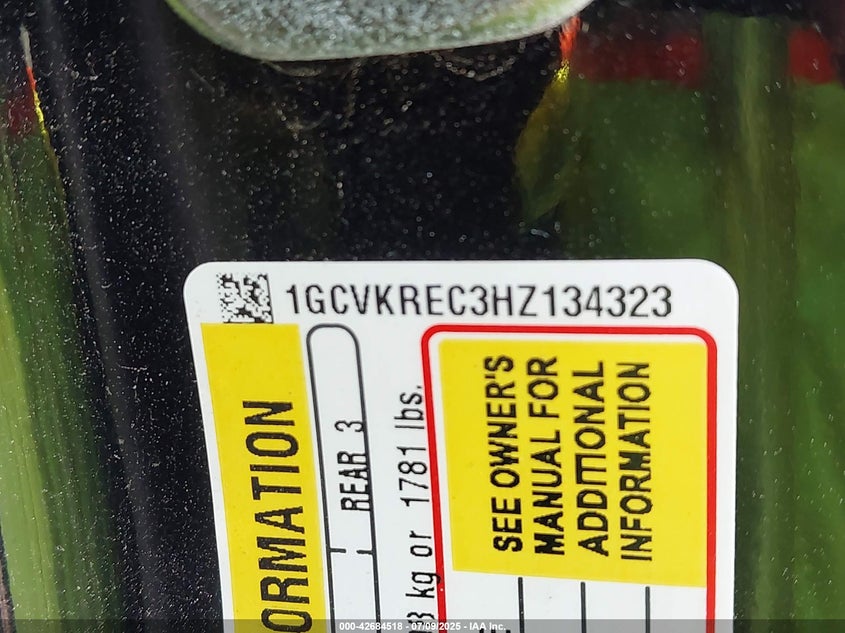 1GCVKREC3HZ134323
ORMATION
REAR 3
kg or 1781 lbs.
SEE OWNER'S
MANUAL FOR
ADDITIONAL
INFORMATION
000-42684518 - 07/09/2025 - IAA Inc.